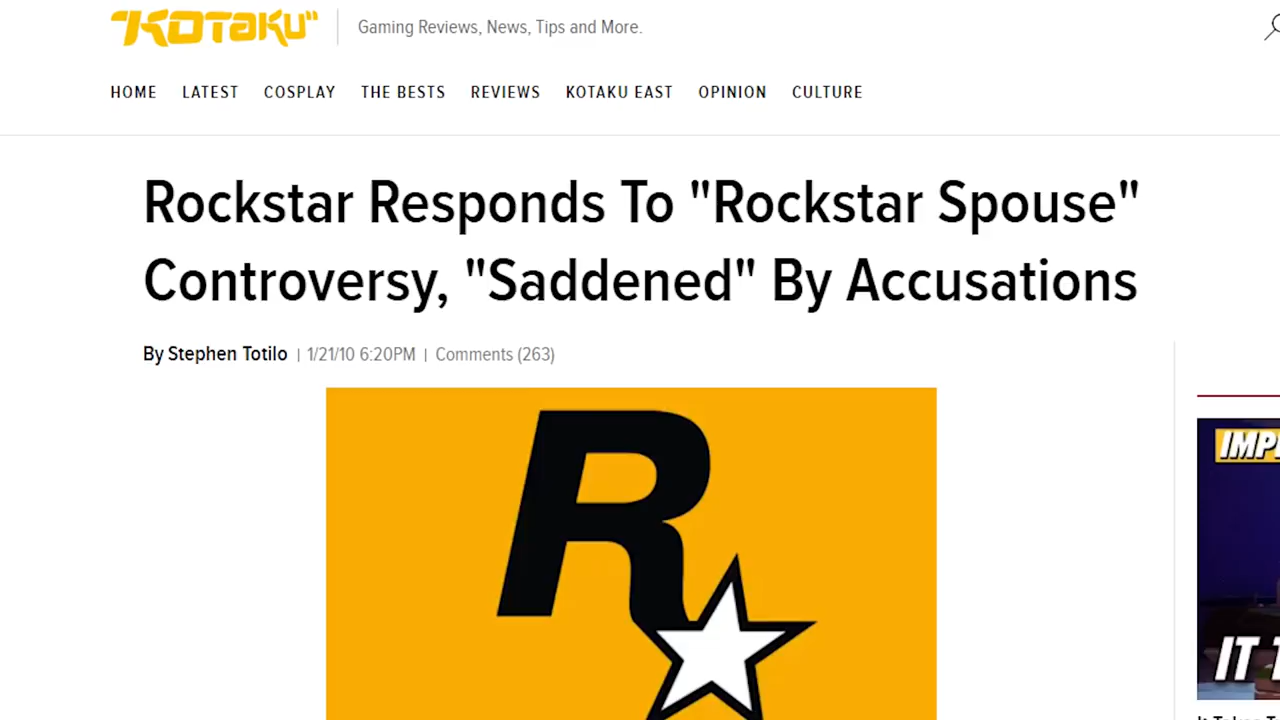 "KOTAKU"
Gaming Reviews, News, Tips and More.
HOME LATEST COSPLAY THE BESTS REVIEWS KOTAKU EAST OPINION CULTURE
Rockstar Responds To "Rockstar Spouse"
Controversy, "Saddened" By Accusations
By Stephen Totilo | 1/21/10 6:20PM | Comments (263)
R
IMP
IT